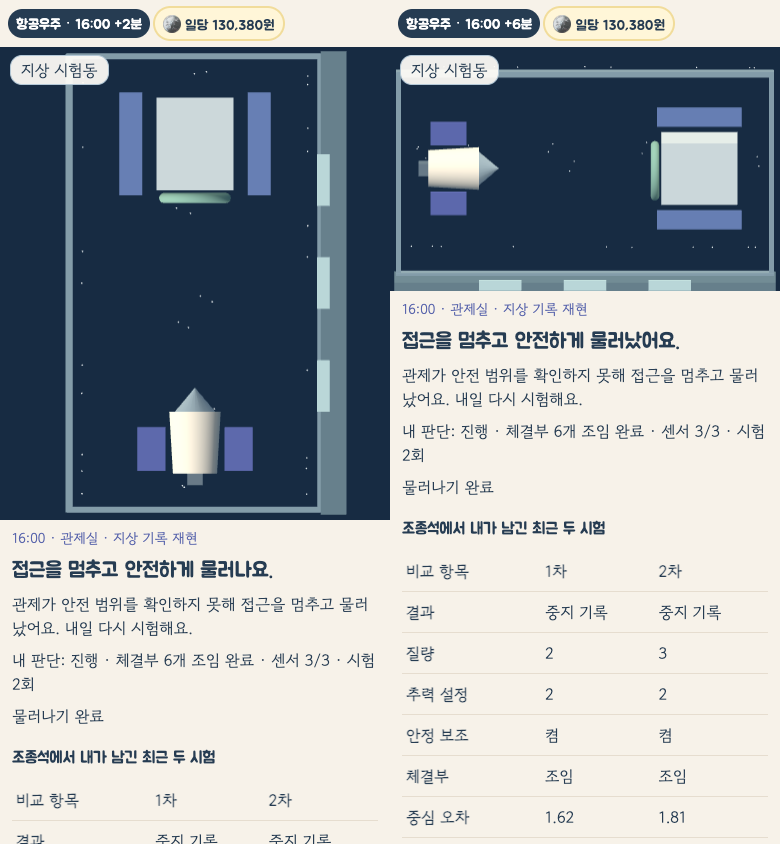 항공우주 · 16:00 +2분
일당 130,380원
지상 시험동
16:00 · 관제실 · 지상 기록 재현
접근을 멈추고 안전하게 물러나요.
관제가 안전 범위를 확인하지 못해 접근을 멈추고 물러
났어요. 내일 다시 시험해요.
내 판단: 진행 · 체결부 6개 조임 완료 · 센서 3/3 · 시험
2회
물러나기 완료
조종석에서 내가 남긴 최근 두 시험
비교 항목 1차 2차
결과 중지 기록 중지 기록
항공우주 · 16:00 +6분
일당 130,380원
지상 시험동
16:00 · 관제실 · 지상 기록 재현
접근을 멈추고 안전하게 물러났어요.
관제가 안전 범위를 확인하지 못해 접근을 멈추고 물러
났어요. 내일 다시 시험해요.
내 판단: 진행 · 체결부 6개 조임 완료 · 센서 3/3 · 시험
2회
물러나기 완료
조종석에서 내가 남긴 최근 두 시험
비교 항목 1차 2차
결과 중지 기록 중지 기록
질량 2 3
추력 설정 2 2
안정 보조 켬 켬
체결부 조임 조임
중심 오차 1.62 1.81